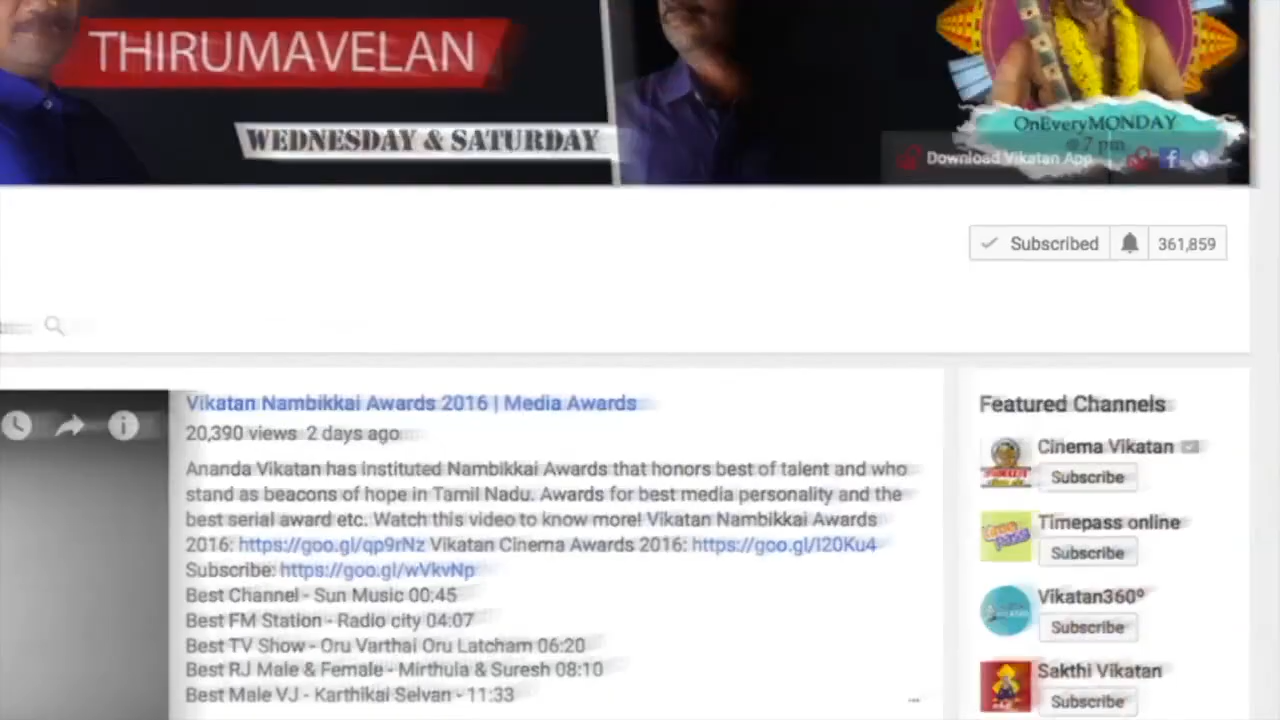 THIRUMAVELAN
WEDNESDAY & SATURDAY
OnEveryMONDAY
@ 7 pm
Download Vikatan App
Subscribed 361,859
Vikatan Nambikkai Awards 2016 | Media Awards
20,390 views 2 days ago
Ananda Vikatan has instituted Nambikkai Awards that honors best of talent and who
stand as beacons of hope in Tamil Nadu. Awards for best media personality and the
best serial award etc. Watch this video to know more! Vikatan Nambikkai Awards
2016: https://goo.gl/qp9rNz Vikatan Cinema Awards 2016: https://goo.gl/I20Ku4
Subscribe: https://goo.gl/wVkvNp
Best Channel - Sun Music 00:45
Best FM Station - Radio city 04:07
Best TV Show - Oru Varthai Oru Latcham 06:20
Best RJ Male & Female - Mirthula & Suresh 08:10
Best Male VJ - Karthikai Selvan - 11:33
...
Featured Channels
Cinema Vikatan
Subscribe
Timepass online
Subscribe
Vikatan360°
Subscribe
Sakthi Vikatan
Subscribe